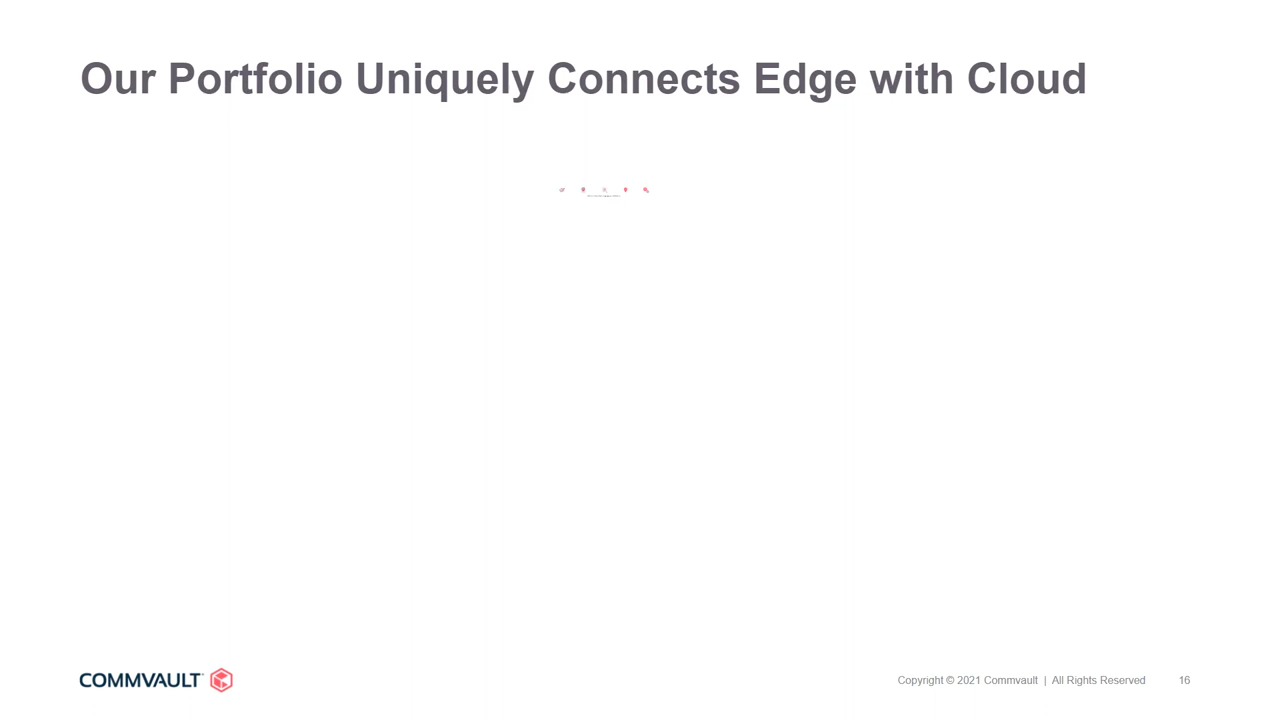 Our Portfolio Uniquely Connects Edge with Cloud
COMMVAULT
Copyright © 2021 Commvault | All Rights Reserved 16